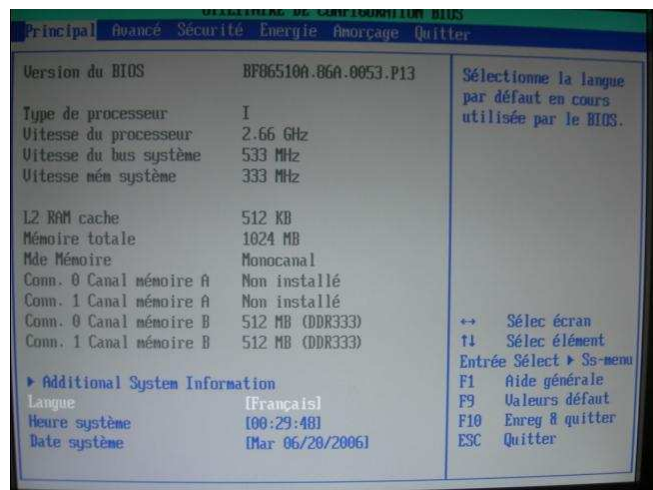 UTILITAIRE DE CONFIGURATION BIOS
Principal Avancé Sécurité Energie Amorçage Quitter
Version du BIOS BF86510A.86A.0053.P13
Type de processeur I
Vitesse du processeur 2.66 GHz
Vitesse du bus système 533 MHz
Vitesse mém système 333 MHz
L2 RAM cache 512 KB
Mémoire totale 1024 MB
Mde Mémoire Monocanal
Conn. 0 Canal mémoire A Non installé
Conn. 1 Canal mémoire A Non installé
Conn. 0 Canal mémoire B 512 MB (DDR333)
Conn. 1 Canal mémoire B 512 MB (DDR333)
▶ Additional System Information
Langue [Français]
Heure système [00:29:48]
Date système [Mar 06/20/2006]
Sélectionne la langue
par défaut en cours
utilisée par le BIOS.
↔ Sélec écran
↑↓ Sélec élément
Entrée Sélect ▶ Ss-menu
F1 Aide générale
F9 Valeurs défaut
F10 Enreg & quitter
ESC Quitter